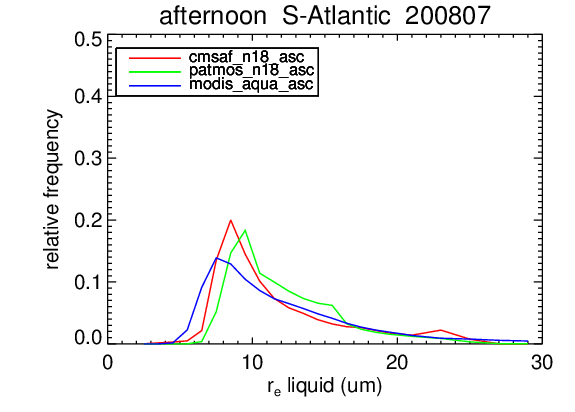 afternoon S-Atlantic 200807
cmsaf_n18_asc
patmos_n18_asc
modis_aqua_asc
relative frequency
0.5
0.4
0.3
0.2
0.1
0.0
0 10 20 30
re liquid (um)